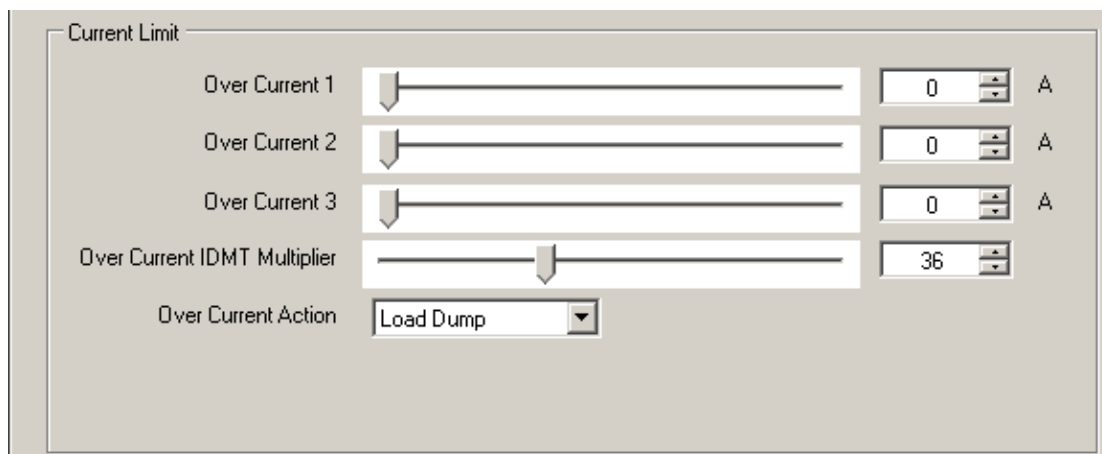 Current Limit
Over Current 1 0 A
Over Current 2 0 A
Over Current 3 0 A
Over Current IDMT Multiplier 36
Over Current Action Load Dump